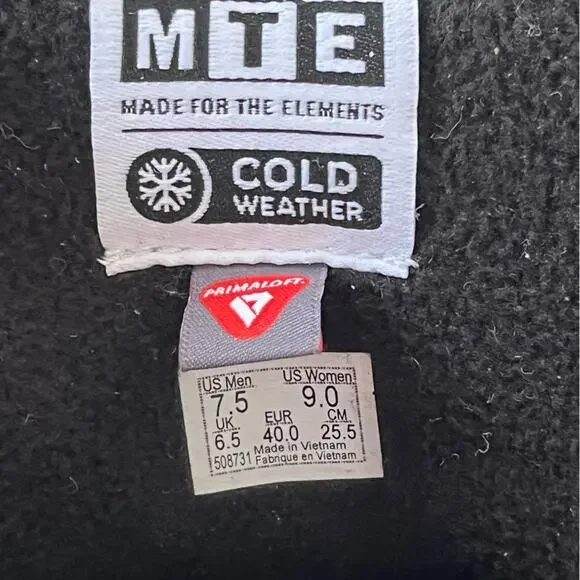 MTE
MADE FOR THE ELEMENTS
COLD
WEATHER
PRIMALOFT
US Men US Women
7.5 9.0
UK EUR CM
6.5 40.0 25.5
Made in Vietnam
508731 Fabrique en Vietnam